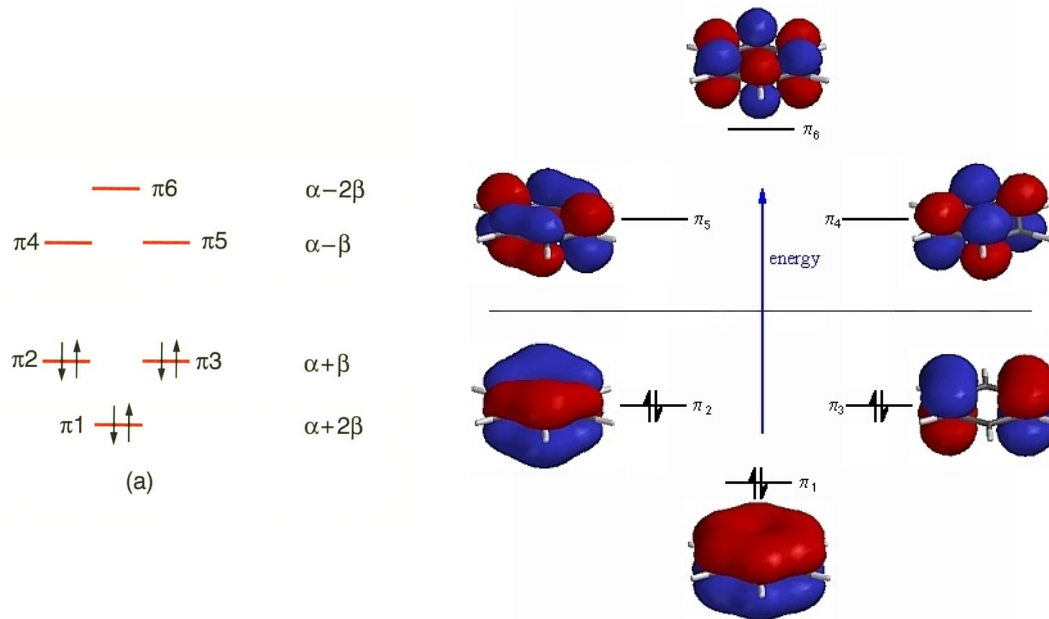 π6 α−2β
π4 π5 α−β
π2 π3 α+β
π1 α+2β
(a)
π6
π5 π4
energy
π2 π3
π1